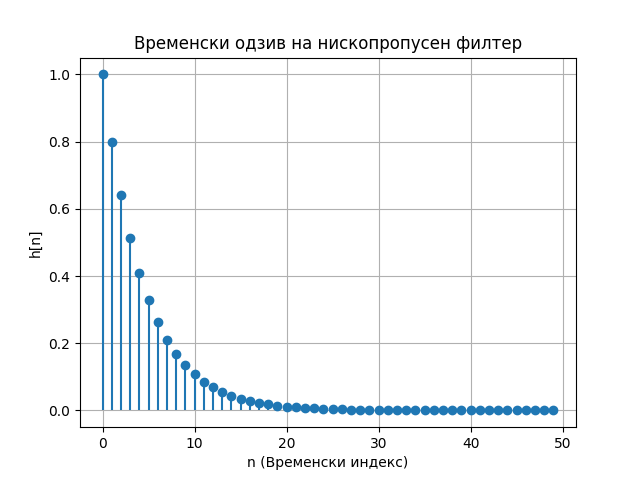 Временски одзив на нископропусен филтер
1.0
0.8
0.6
0.4
0.2
0.0
h[n]
0 10 20 30 40 50
n (Временски индекс)